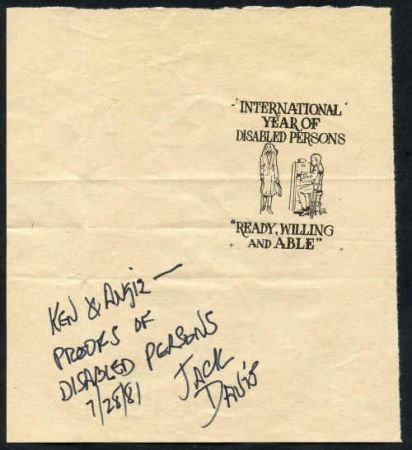 INTERNATIONAL
YEAR OF
DISABLED PERSONS
"READY, WILLING
AND ABLE"
KEN & ANGIE —
PROOFS OF
DISABLED PERSONS
7/28/81
JACK
DAVIS